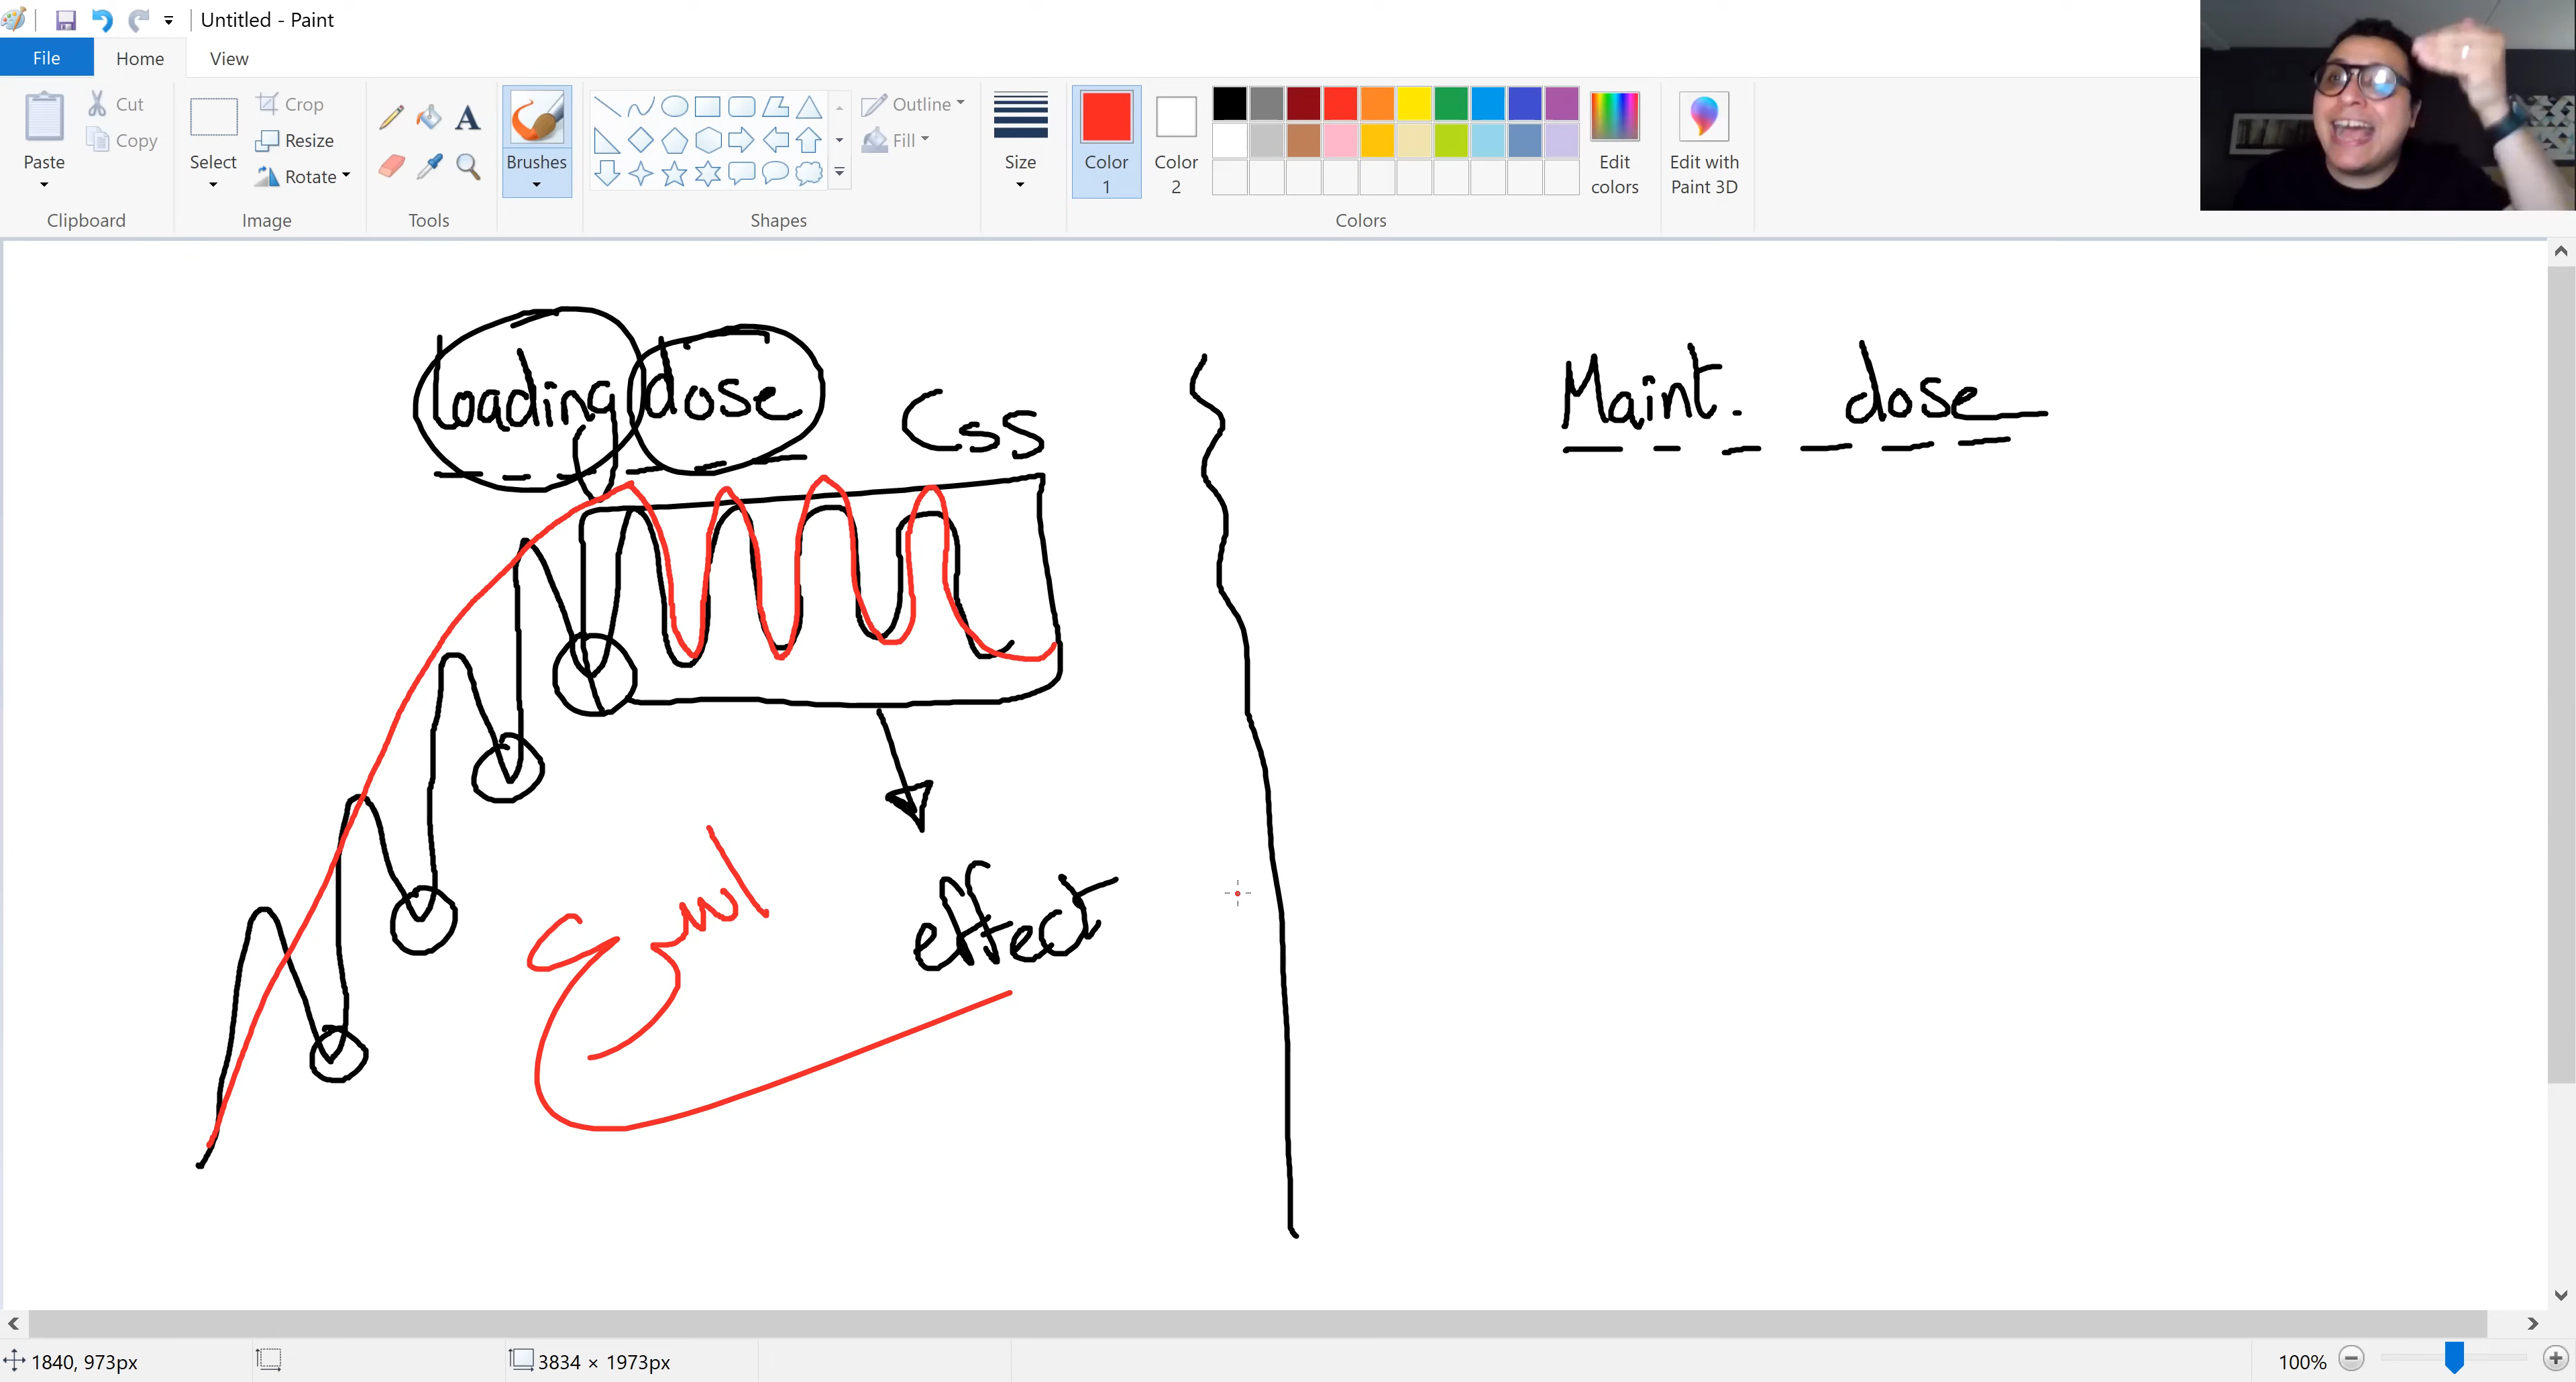 Untitled - Paint
File Home View
Paste
Cut
Copy
Clipboard
Select
Crop
Resize
Rotate
Image
Tools
Brushes
Shapes
Outline
Fill
Size
Color 1
Color 2
Colors
Edit colors
Edit with Paint 3D
loading dose
Css
Maint. dose
effect
اسرع
1840, 973px
3834 × 1973px
100%